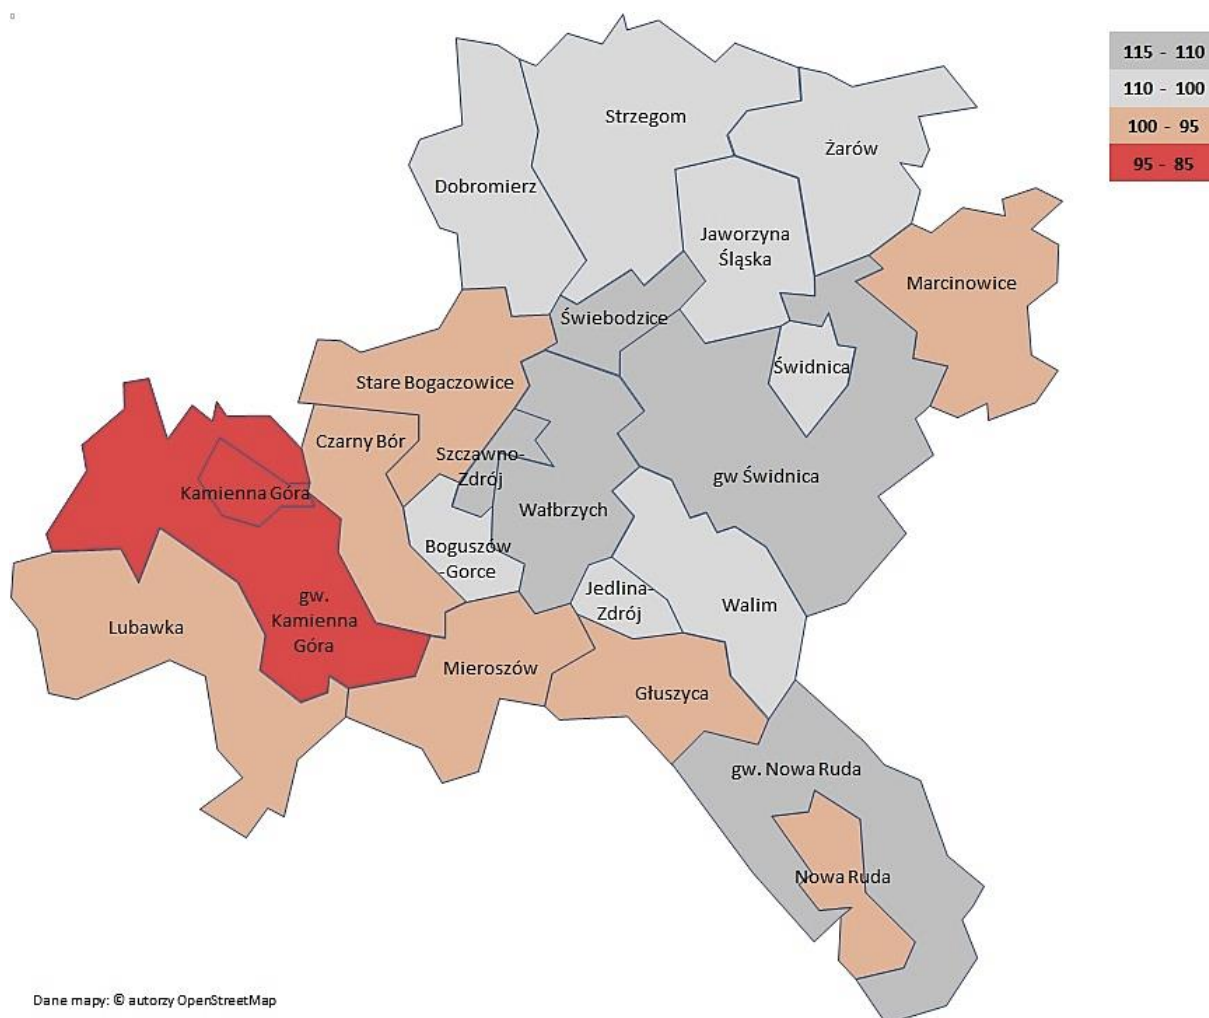 115 - 110
110 - 100
100 - 95
95 - 85
Strzegom
Żarów
Dobromierz
Jaworzyna
Śląska
Marcinowice
Świebodzice
Świdnica
Stare Bogaczowice
Czarny Bór
Szczawno-
Zdrój
gw Świdnica
Kamienna Góra
Wałbrzych
Boguszów
-Gorce
Jedlina-
Zdrój
Walim
gw.
Kamienna
Góra
Lubawka
Mieroszów
Głuszyca
gw. Nowa Ruda
Nowa Ruda
Dane mapy: © autorzy OpenStreetMap